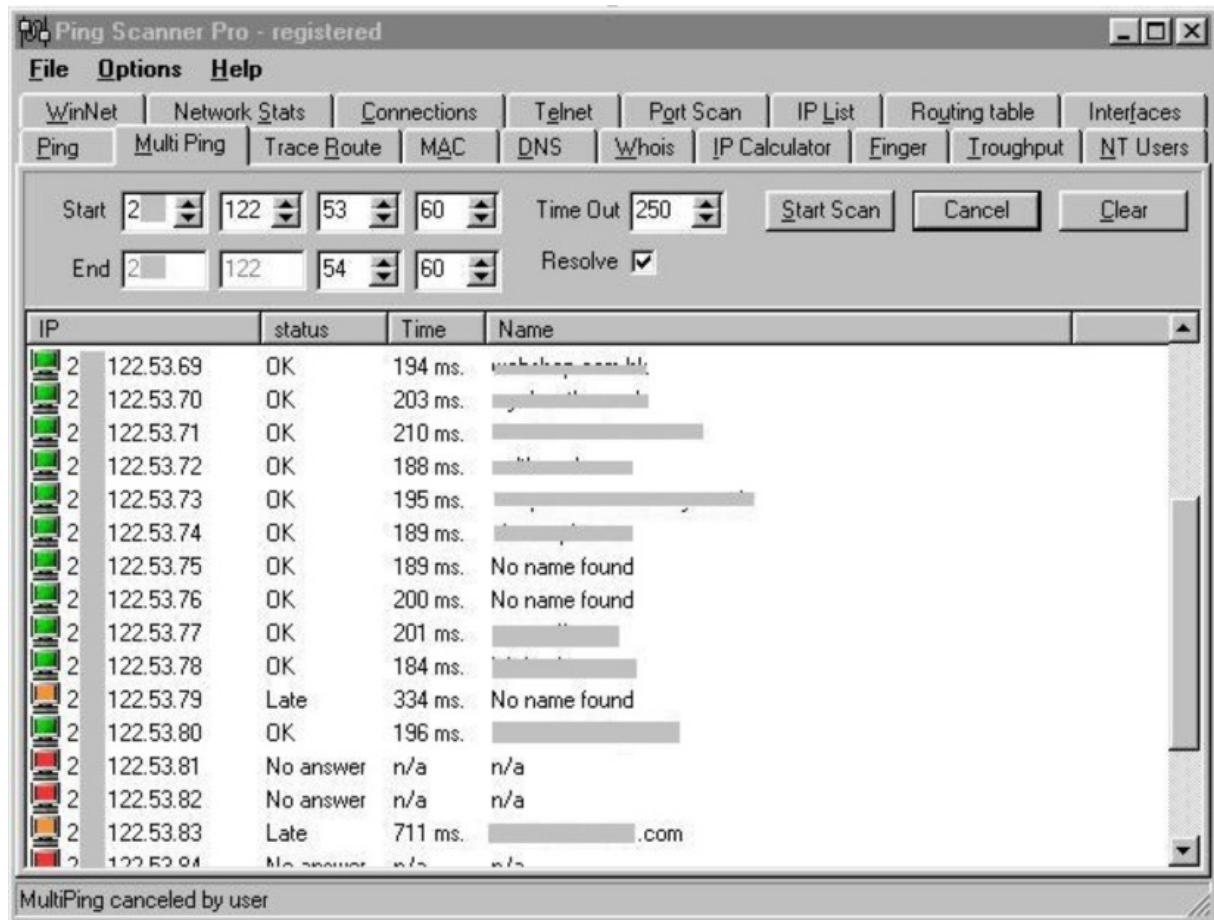 Ping Scanner Pro - registered
File Options Help
WinNet Network Stats Connections Telnet Port Scan IP List Routing table Interfaces
Ping Multi Ping Trace Route MAC DNS Whois IP Calculator Finger Troughput NT Users
Start 2 122 53 60 Time Out 250 Start Scan Cancel Clear
End 2 122 54 60 Resolve
IP status Time Name
2 122.53.69 OK 194 ms.
2 122.53.70 OK 203 ms.
2 122.53.71 OK 210 ms.
2 122.53.72 OK 188 ms.
2 122.53.73 OK 195 ms.
2 122.53.74 OK 189 ms.
2 122.53.75 OK 189 ms. No name found
2 122.53.76 OK 200 ms. No name found
2 122.53.77 OK 201 ms.
2 122.53.78 OK 184 ms.
2 122.53.79 Late 334 ms. No name found
2 122.53.80 OK 196 ms.
2 122.53.81 No answer n/a n/a
2 122.53.82 No answer n/a n/a
2 122.53.83 Late 711 ms. .com
2 122.53.84 No answer n/a n/a
MultiPing canceled by user